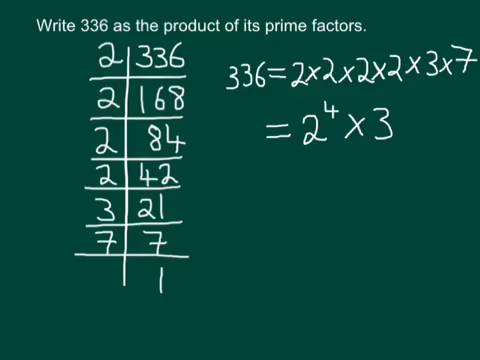 Write 336 as the product of its prime factors.
2 | 336
2 | 168
2 | 84
2 | 42
3 | 21
7 | 7
| 1
336=2×2×2×2×3×7
= 2⁴ × 3